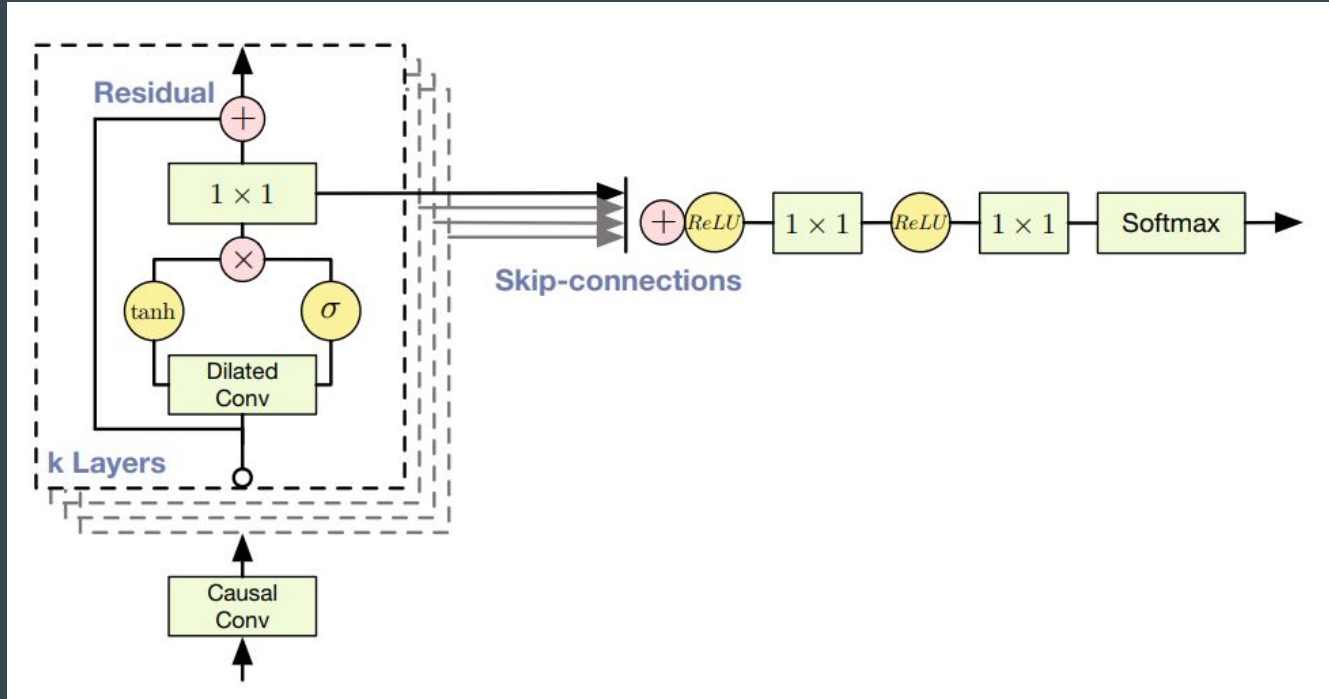 Residual
+
1 × 1
×
tanh
σ
Dilated
Conv
k Layers
Causal
Conv
Skip-connections
+ ReLU 1 × 1 ReLU 1 × 1 Softmax